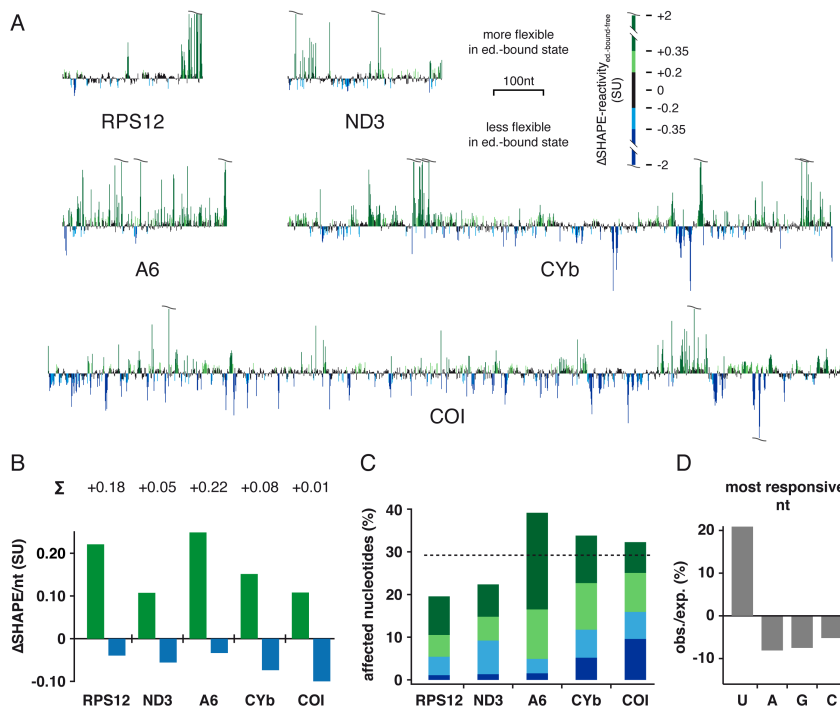 A
more flexible
in ed.-bound state
100nt
less flexible
in ed.-bound state
ΔSHAPE-reactivity ed.-bound-free
(SU)
+2
+0.35
+0.2
0
-0.2
-0.35
-2
RPS12
ND3
A6
CYb
COI
B
Σ +0.18 +0.05 +0.22 +0.08 +0.01
ΔSHAPE/nt (SU)
0.20
0.10
0
-0.10
RPS12 ND3 A6 CYb COI
C
affected nucleotides (%)
40
30
20
10
0
RPS12 ND3 A6 CYb COI
D
most responsive
nt
obs./exp. (%)
20
10
0
-10
U A G C